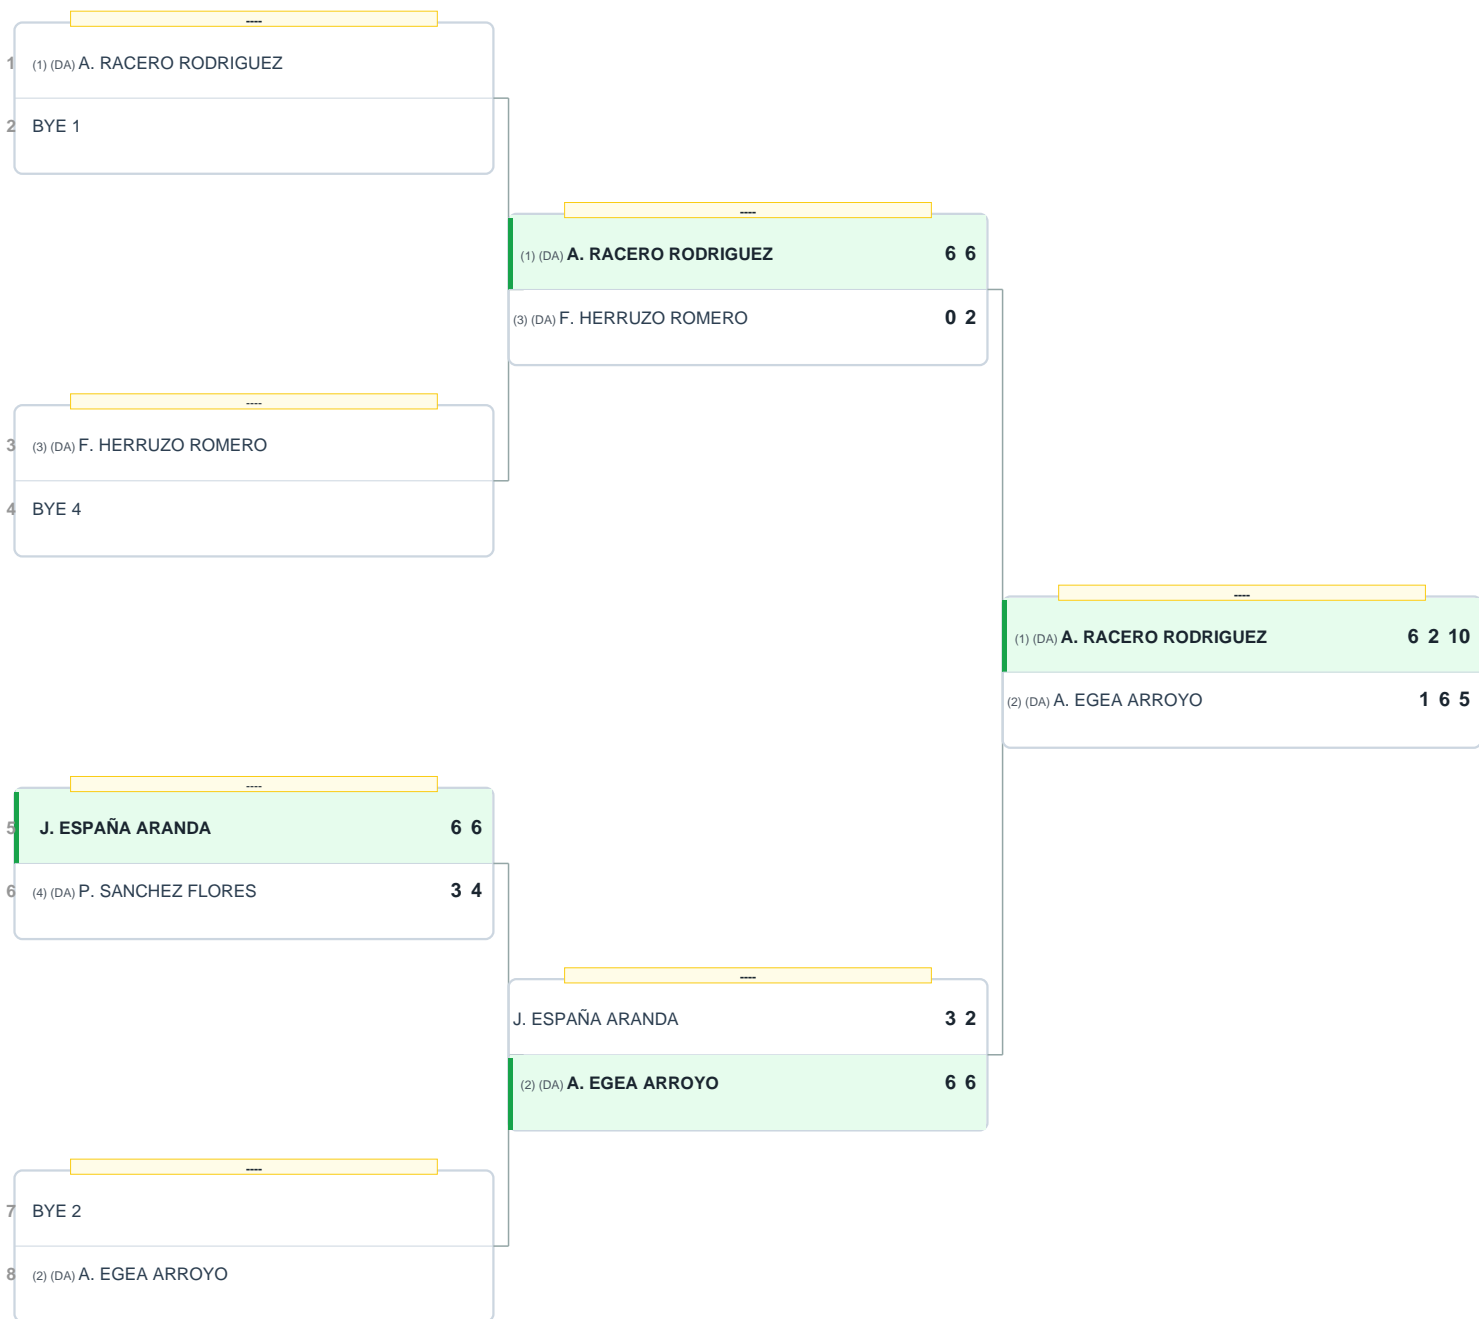 ----
1 (1) (DA) A. RACERO RODRIGUEZ
2 BYE 1
----
(1) (DA) A. RACERO RODRIGUEZ 6 6
(3) (DA) F. HERRUZO ROMERO 0 2
----
3 (3) (DA) F. HERRUZO ROMERO
4 BYE 4
----
(1) (DA) A. RACERO RODRIGUEZ 6 2 10
(2) (DA) A. EGEA ARROYO 1 6 5
----
5 J. ESPAÑA ARANDA 6 6
6 (4) (DA) P. SANCHEZ FLORES 3 4
----
J. ESPAÑA ARANDA 3 2
(2) (DA) A. EGEA ARROYO 6 6
----
7 BYE 2
8 (2) (DA) A. EGEA ARROYO